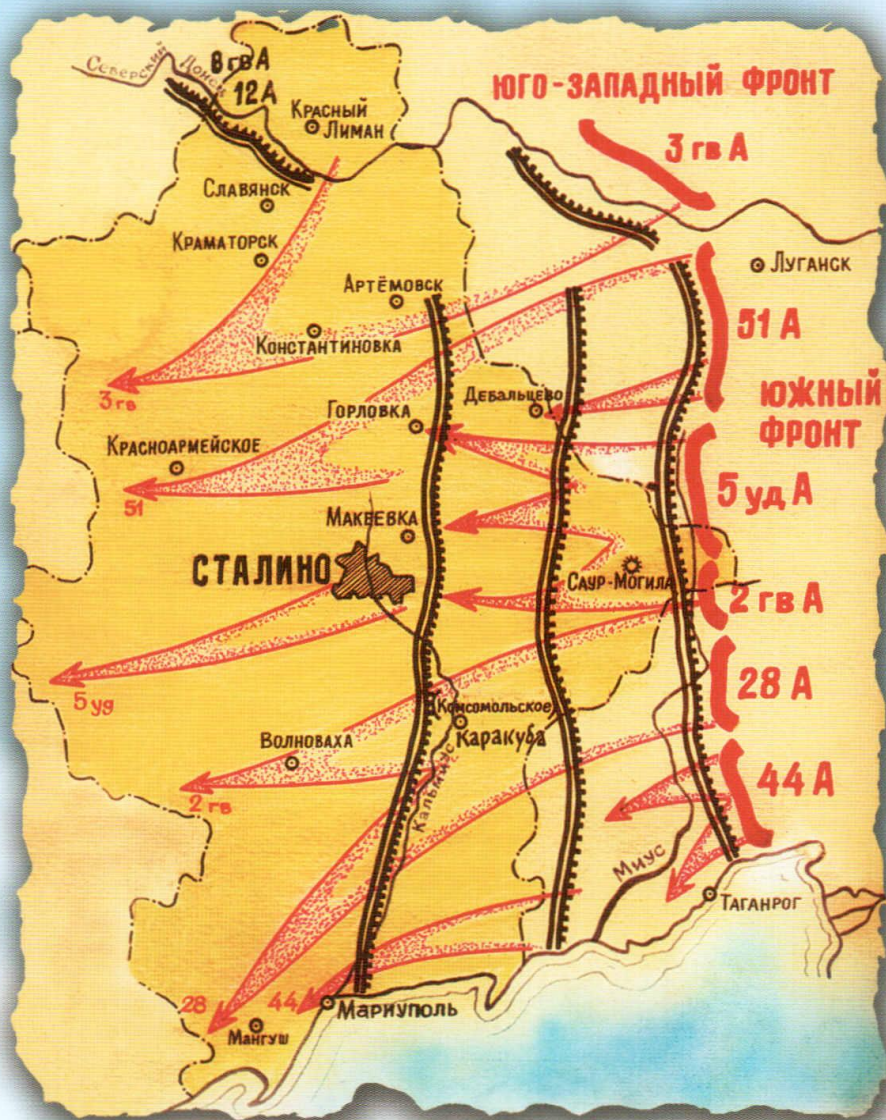 Северский Донец
8 гв А
12 А
Красный
Лиман
ЮГО-ЗАПАДНЫЙ ФРОНТ
3 гв А
Славянск
Краматорск
Артёмовск
Луганск
Константиновка
51 А
3 гв
Горловка
Дебальцево
ЮЖНЫЙ
ФРОНТ
Красноармейское
51
5 уд А
Макеевка
СТАЛИНО
Саур-Могила
2 гв А
5 уд
28 А
Комсомольское
Каракуба
Волноваха
2 гв
Кальмиус
44 А
Миус
Таганрог
28
44
Мариуполь
Мангуш